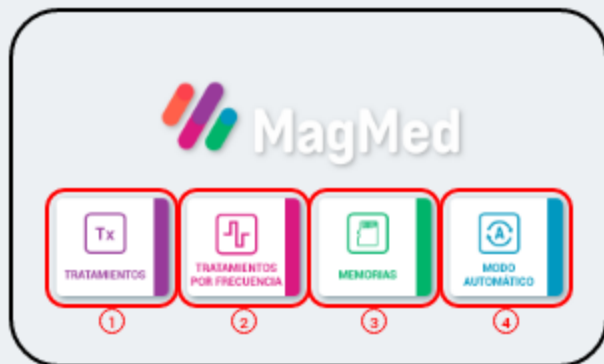 MagMed
Tx
TRATAMIENTOS
TRATAMIENTOS
POR FRECUENCIA
MEMORIAS
A
MODO
AUTOMÁTICO
1
2
3
4